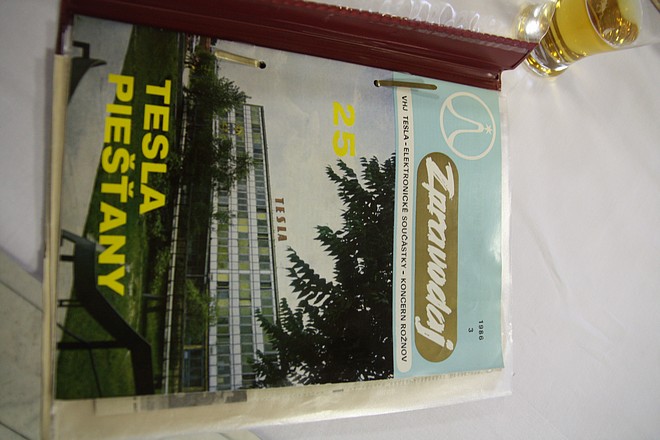 Zpravodaj
1986
3
VHJ TESLA - ELEKTRONICKÉ SOUČÁSTKY - KONCERN ROŽNOV
25
TESLA
TESLA
PIEŠŤANY